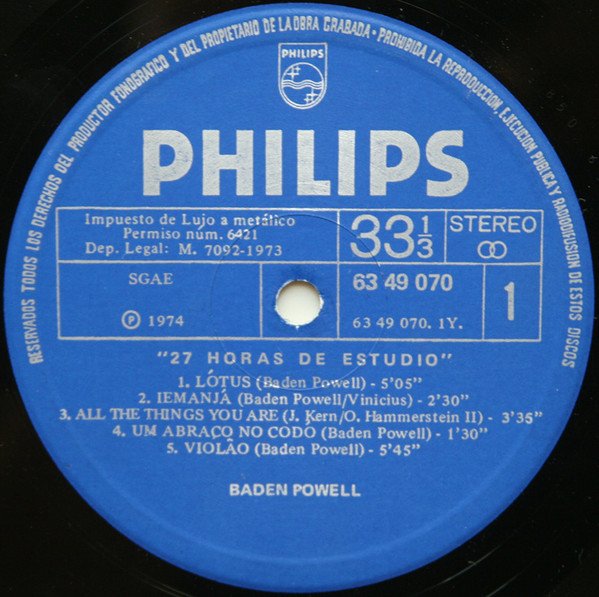 RESERVADOS TODOS LOS DERECHOS DEL PRODUCTOR FONOGRAFICO Y DEL PROPIETARIO DE LA OBRA GRABADA · PROHIBIDA LA REPRODUCCION, EJECUCION PUBLICA Y RADIODIFUSION DE ESTOS DISCOS
PHILIPS
PHILIPS
Impuesto de Lujo a metálico
Permiso núm. 6421
Dep. Legal: M. 7092-1973
33 1/3
STEREO
SGAE
℗ 1974
63 49 070
63 49 070. 1Y.
1
"27 HORAS DE ESTUDIO"
1. LÓTUS (Baden Powell) - 5'05"
2. IEMANJÁ (Baden Powell/Vinicius) - 2'30"
3. ALL THE THINGS YOU ARE (J. Kern/O. Hammerstein II) - 3'35"
4. UM ABRAÇO NO CODÓ (Baden Powell) - 1'30"
5. VIOLÃO (Baden Powell) - 5'45"
BADEN POWELL